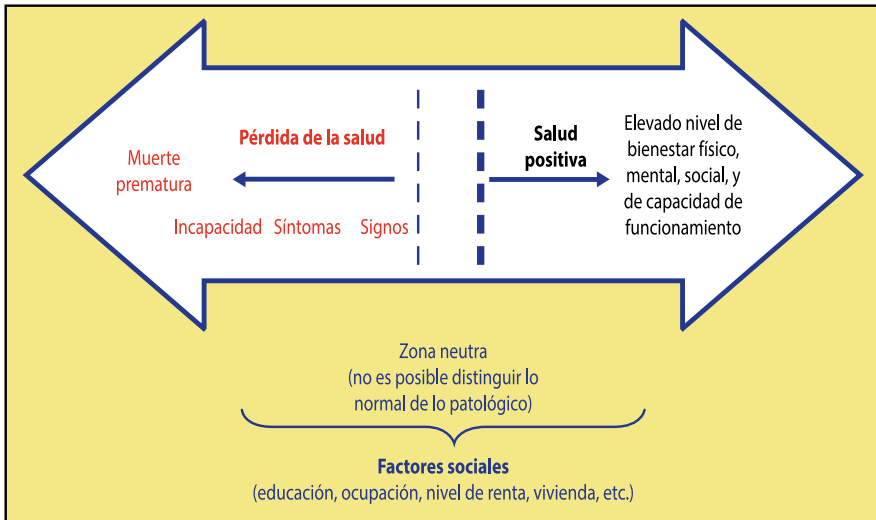 Pérdida de la salud
Muerte
prematura
Incapacidad Síntomas Signos
Salud
positiva
Elevado nivel de
bienestar físico,
mental, social, y
de capacidad de
funcionamiento
Zona neutra
(no es posible distinguir lo
normal de lo patológico)
Factores sociales
(educación, ocupación, nivel de renta, vivienda, etc.)